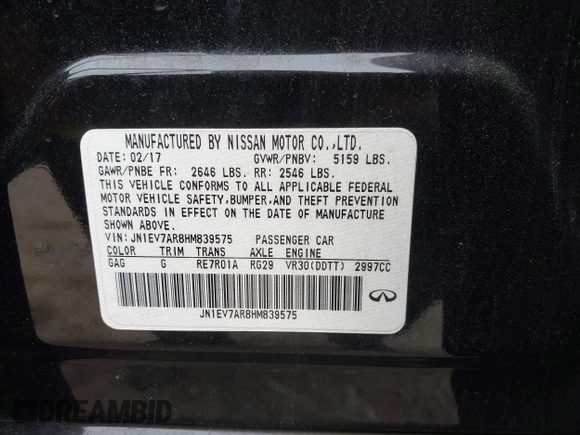 MANUFACTURED BY NISSAN MOTOR CO.,LTD.
DATE: 02/17 GVWR/PNBV: 5159 LBS.
GAWR/PNBE FR: 2646 LBS. RR: 2546 LBS.
THIS VEHICLE CONFORMS TO ALL APPLICABLE FEDERAL
MOTOR VEHICLE SAFETY,BUMPER,AND THEFT PREVENTION
STANDARDS IN EFFECT ON THE DATE OF MANUFACTURE
SHOWN ABOVE.
VIN: JN1EV7AR8HM839575 PASSENGER CAR
COLOR TRIM TRANS AXLE ENGINE
GAG G RE7R01A RG29 VR30(DDTT) 2997CC
JN1EV7AR8HM839575
DREAMBID